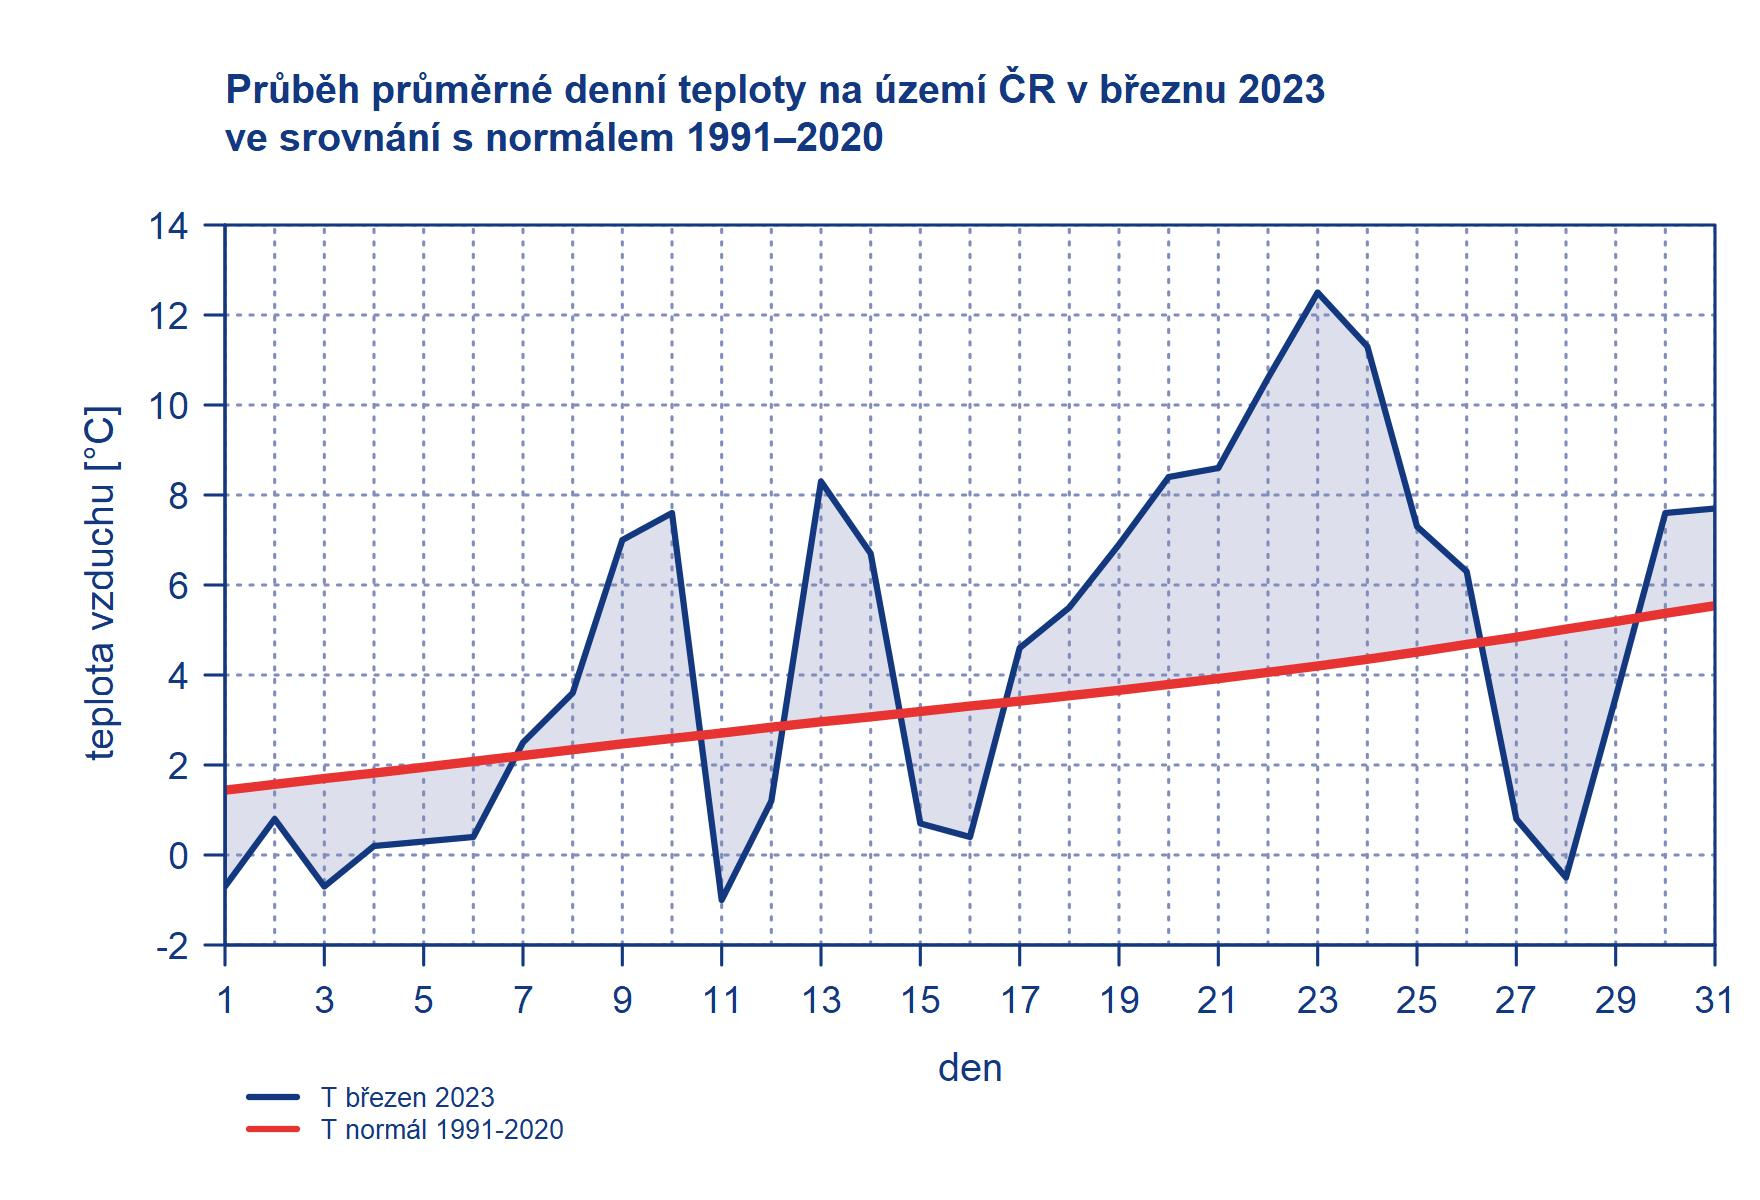 Průběh průměrné denní teploty na území ČR v březnu 2023
ve srovnání s normálem 1991–2020
teplota vzduchu [°C]
14
12
10
8
6
4
2
0
-2
1 3 5 7 9 11 13 15 17 19 21 23 25 27 29 31
den
T březen 2023
T normál 1991-2020